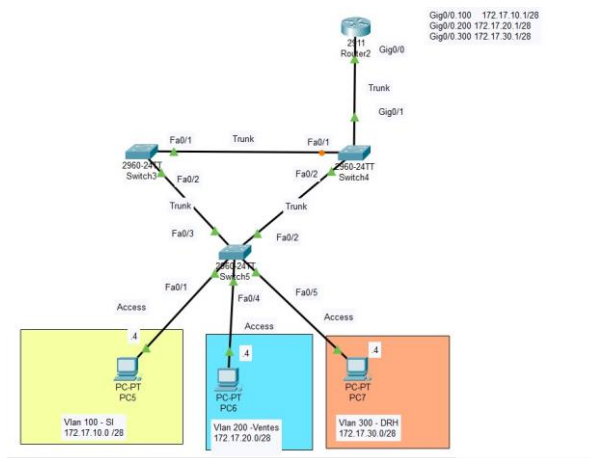 Gig0/0.100 172.17.10.1/28
Gig0/0.200 172.17.20.1/28
Gig0/0.300 172.17.30.1/28
2911
Router2
Gig0/0
Trunk
Gig0/1
Fa0/1
Trunk
Fa0/1
2960-24TT
Switch3
2960-24TT
Switch4
Fa0/2
Fa0/2
Trunk
Trunk
Fa0/3
Fa0/2
2960-24TT
Switch5
Fa0/1
Fa0/4
Fa0/5
Access
Access
Access
.4
.4
.4
PC-PT
PC5
PC-PT
PC6
PC-PT
PC7
Vlan 100 - SI
172.17.10.0 /28
Vlan 200 -Ventes
172.17.20.0/28
Vlan 300 - DRH
172.17.30.0/28